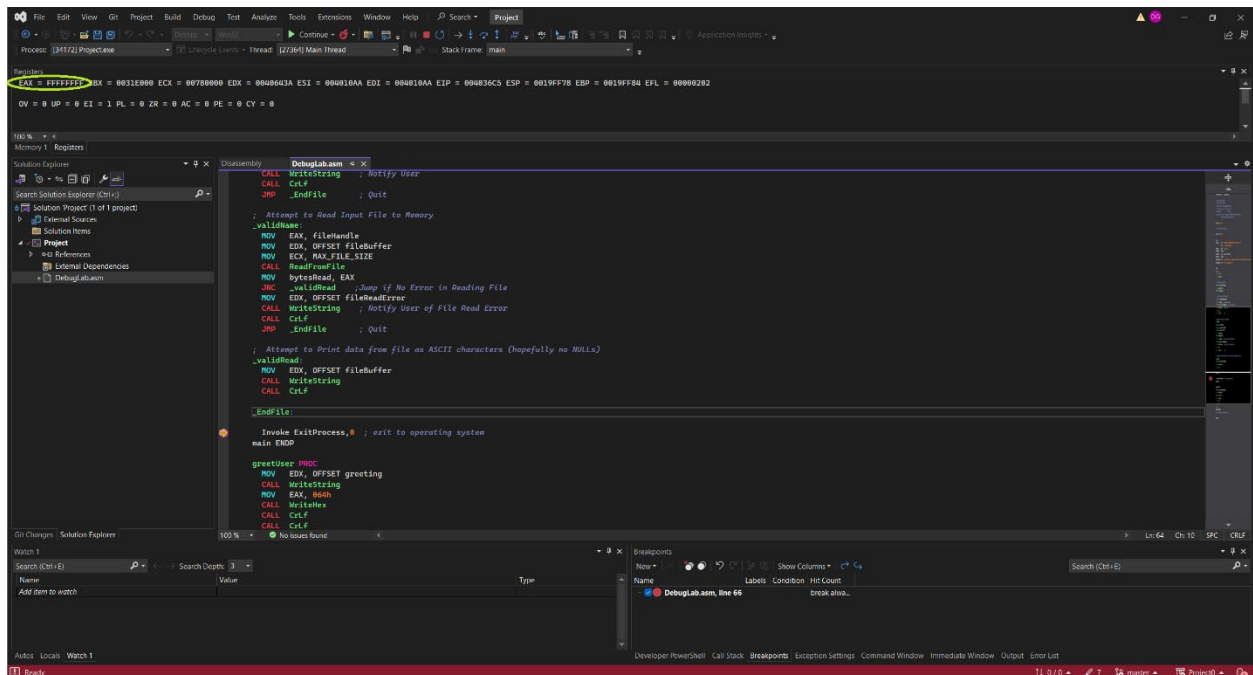 File Edit View Git Project Build Debug Test Analyze Tools Extensions Window Help Search Project
Debug Win32 Continue Application Insights
Process: [34172] Project.exe Lifecycle Events Thread: [27364] Main Thread Stack Frame: main
Registers
EAX = FFFFFFFF EBX = 0031E000 ECX = 00780000 EDX = 0040643A ESI = 004010AA EDI = 004010AA EIP = 004036C5 ESP = 0019FF78 EBP = 0019FF84 EFL = 00000202
OV = 0 UP = 0 EI = 1 PL = 0 ZR = 0 AC = 0 PE = 0 CY = 0
100 %
Memory 1 Registers
Solution Explorer
Search Solution Explorer (Ctrl+;)
Solution 'Project' (1 of 1 project)
External Sources
Solution Items
Project
References
External Dependencies
DebugLab.asm
Git Changes Solution Explorer
Disassembly DebugLab.asm
CALL WriteString ; Notify User
CALL CrLf
JMP _EndFile ; Quit
; Attempt to Read Input File to Memory
_validName:
MOV EAX, fileHandle
MOV EDX, OFFSET fileBuffer
MOV ECX, MAX_FILE_SIZE
CALL ReadFromFile
MOV bytesRead, EAX
JNC _validRead ;Jump if No Error in Reading File
MOV EDX, OFFSET fileReadError
CALL WriteString ; Notify User of File Read Error
CALL CrLf
JMP _EndFile ; Quit
; Attempt to Print data from file as ASCII characters (hopefully no NULLs)
_validRead:
MOV EDX, OFFSET fileBuffer
CALL WriteString
CALL CrLf
_EndFile:
Invoke ExitProcess,0 ; exit to operating system
main ENDP
greetUser PROC
MOV EDX, OFFSET greeting
CALL WriteString
MOV EAX, 064h
CALL WriteHex
CALL CrLf
CALL CrLf
100 % No issues found Ln: 64 Ch: 10 SPC CRLF
Watch 1
Search (Ctrl+E) Search Depth: 3
Name Value Type
Add item to watch
Autos Locals Watch 1
Breakpoints
New Show Columns Search (Ctrl+E)
Name Labels Condition Hit Count
DebugLab.asm, line 66 break alwa...
Developer PowerShell Call Stack Breakpoints Exception Settings Command Window Immediate Window Output Error List
Ready 0 / 0 7 master Project0